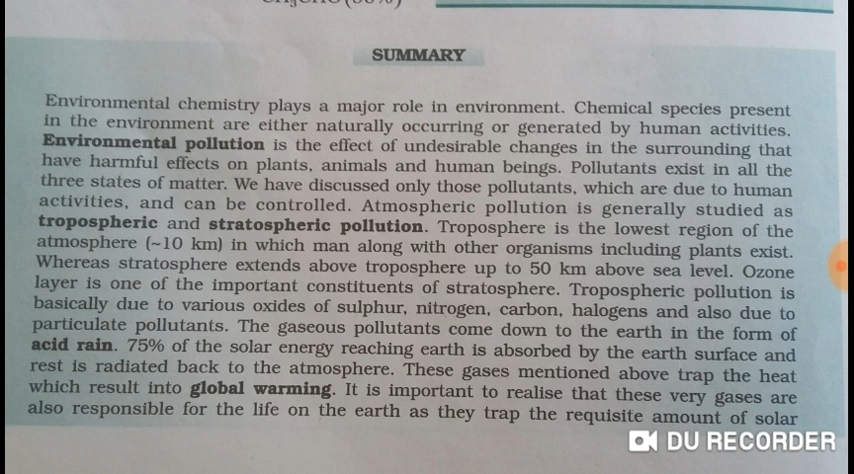 SUMMARY
Environmental chemistry plays a major role in environment. Chemical species present
in the environment are either naturally occurring or generated by human activities.
Environmental pollution is the effect of undesirable changes in the surrounding that
have harmful effects on plants, animals and human beings. Pollutants exist in all the
three states of matter. We have discussed only those pollutants, which are due to human
activities, and can be controlled. Atmospheric pollution is generally studied as
tropospheric and stratospheric pollution. Troposphere is the lowest region of the
atmosphere (~10 km) in which man along with other organisms including plants exist.
Whereas stratosphere extends above troposphere up to 50 km above sea level. Ozone
layer is one of the important constituents of stratosphere. Tropospheric pollution is
basically due to various oxides of sulphur, nitrogen, carbon, halogens and also due to
particulate pollutants. The gaseous pollutants come down to the earth in the form of
acid rain. 75% of the solar energy reaching earth is absorbed by the earth surface and
rest is radiated back to the atmosphere. These gases mentioned above trap the heat
which result into global warming. It is important to realise that these very gases are
also responsible for the life on the earth as they trap the requisite amount of solar
DU RECORDER